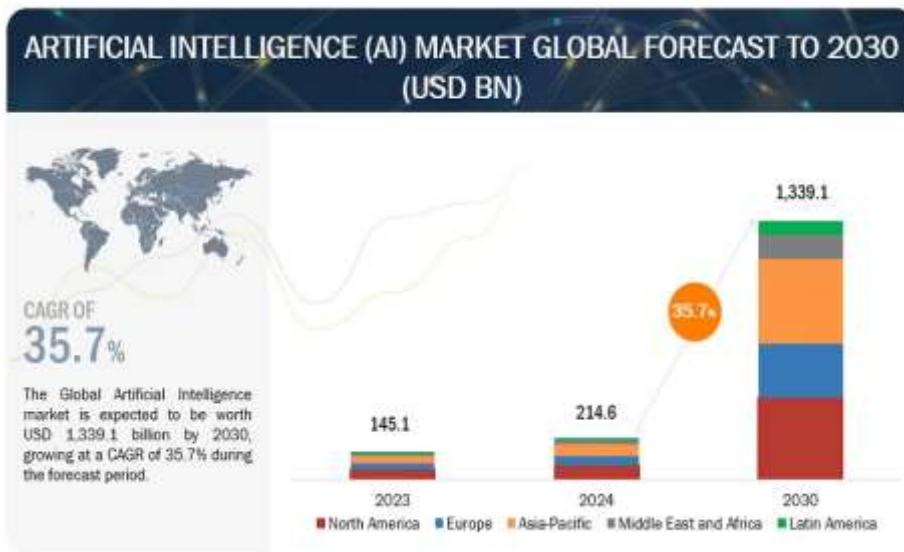 ARTIFICIAL INTELLIGENCE (AI) MARKET GLOBAL FORECAST TO 2030
(USD BN)
CAGR OF
35.7%
The Global Artificial Intelligence
market is expected to be worth
USD 1,339.1 billion by 2030,
growing at a CAGR of 35.7% during
the forecast period.
1,339.1
35.7%
214.6
145.1
2023 2024 2030
North America Europe Asia-Pacific Middle East and Africa Latin America